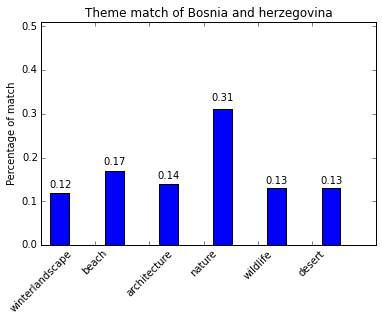 Theme match of Bosnia and herzegovina
Percentage of match
0.5
0.4
0.3
0.2
0.1
0.0
0.12
0.17
0.14
0.31
0.13
0.13
winterlandscape
beach
architecture
nature
wildlife
desert